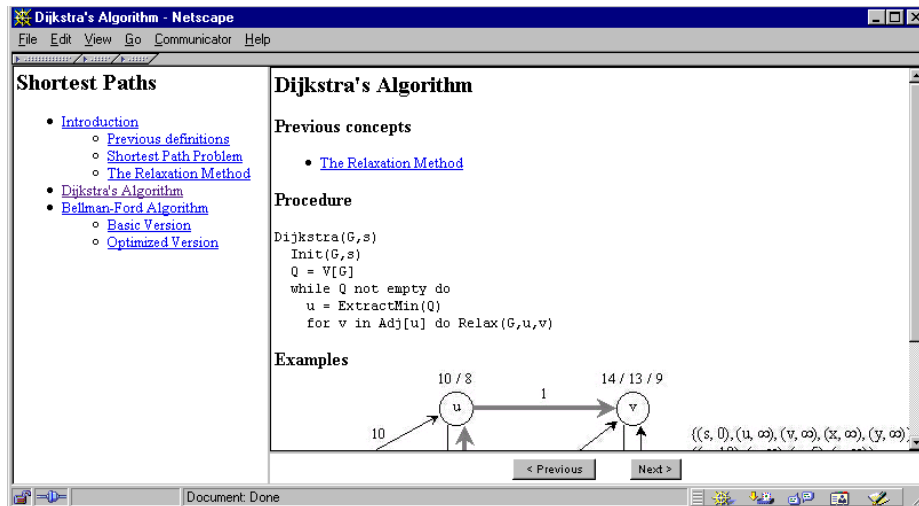 Dijkstra's Algorithm - Netscape
File Edit View Go Communicator Help
Shortest Paths
Introduction
Previous definitions
Shortest Path Problem
The Relaxation Method
Dijkstra's Algorithm
Bellman-Ford Algorithm
Basic Version
Optimized Version
Dijkstra's Algorithm
Previous concepts
The Relaxation Method
Procedure
Dijkstra(G,s)
Init(G,s)
Q = V[G]
while Q not empty do
u = ExtractMin(Q)
for v in Adj[u] do Relax(G,u,v)
Examples
10 / 8
14 / 13 / 9
1
u
v
10
{(s, 0), (u, ∞), (v, ∞), (x, ∞), (y, ∞)
< Previous
Next >
Document: Done